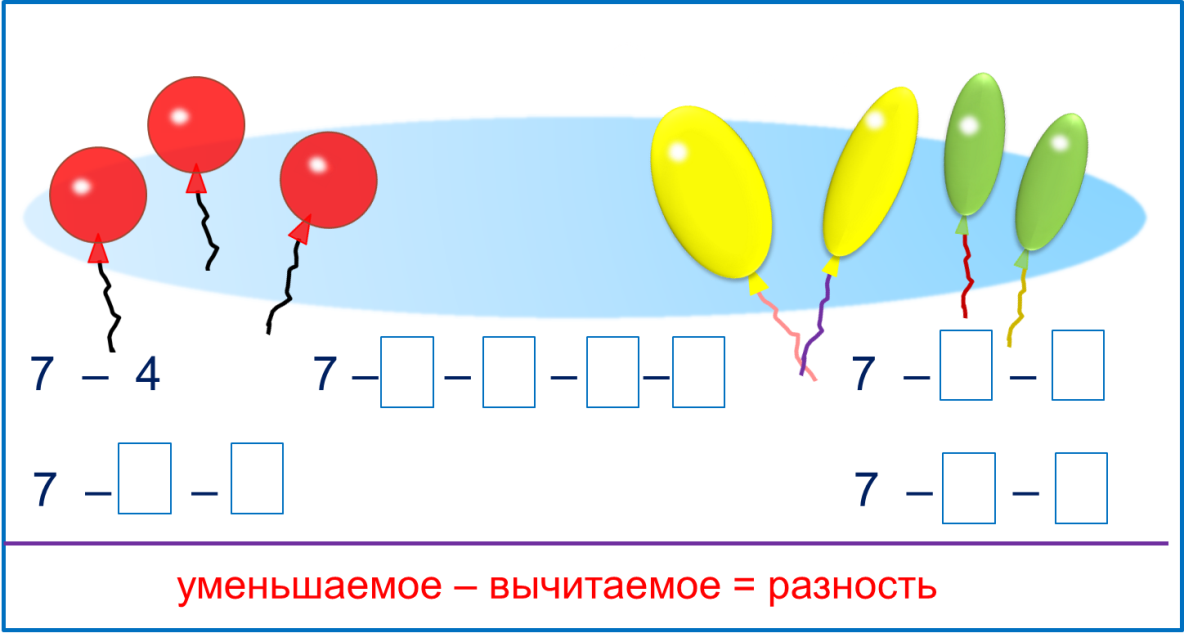 7 – 4 7 – – – – 7 – –
7 – – 7 – –
уменьшаемое – вычитаемое = разность